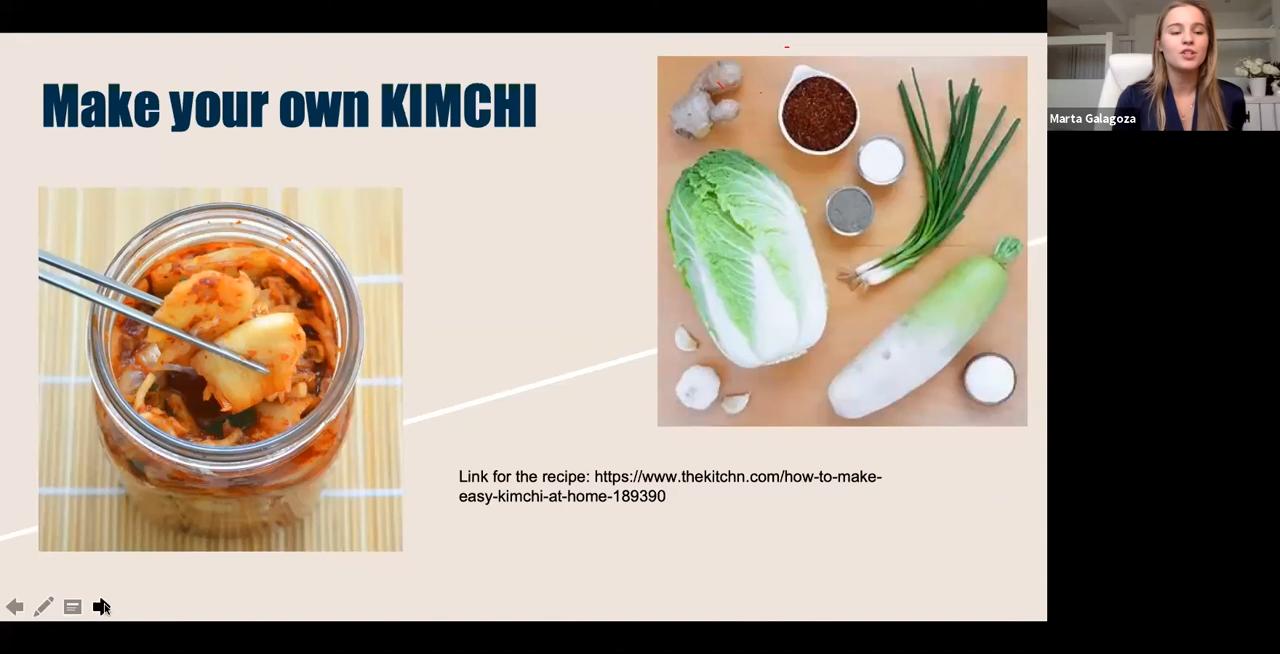 Make your own KIMCHI
Marta Galagoza
Link for the recipe: https://www.thekitchn.com/how-to-make-
easy-kimchi-at-home-189390